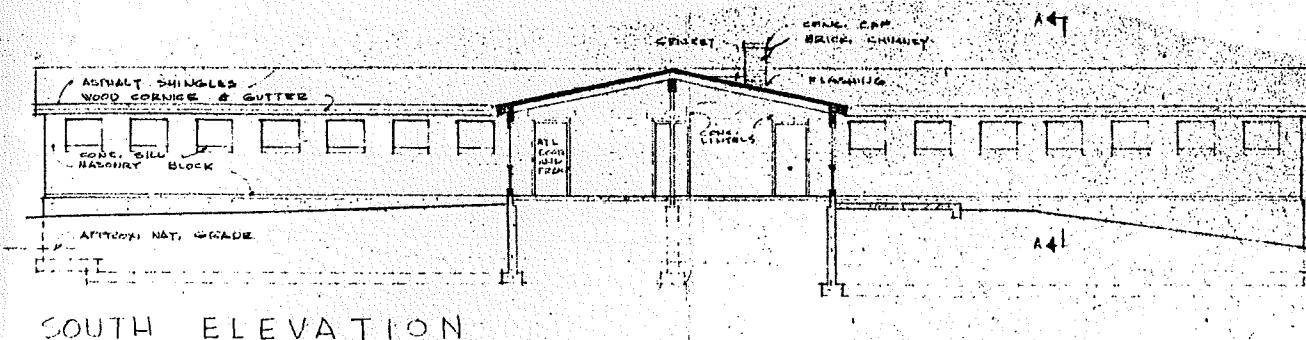 CONC. CAP
BRICK CHIMNEY
CRICKET
FLASHING
A
ASPHALT SHINGLES
WOOD CORNICE & GUTTER
CONC. SILL
MASONRY BLOCK
CONC.
LINTELS
APPROX. NAT. GRADE
A
SOUTH ELEVATION